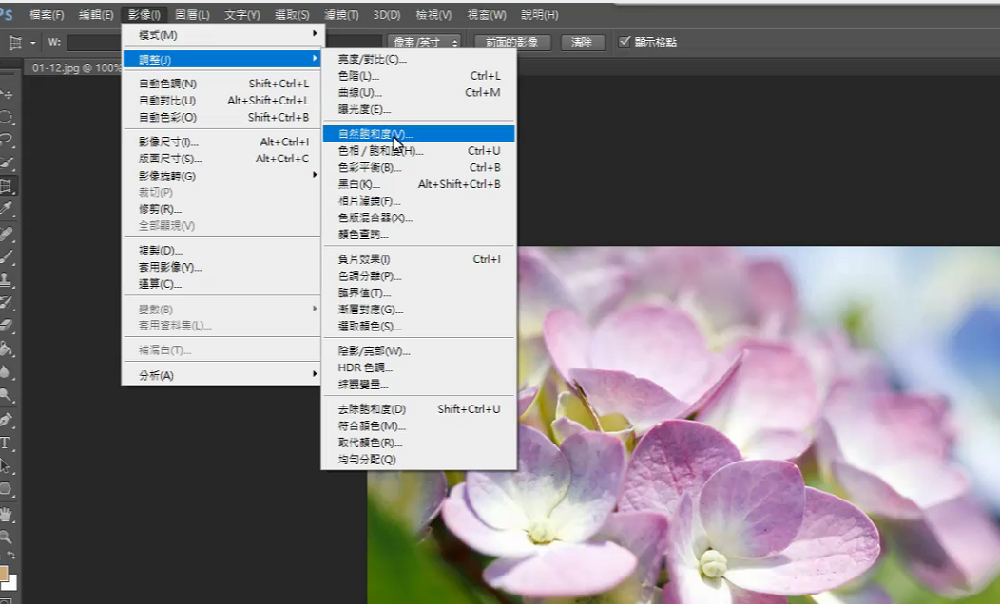 Ps 檔案(F) 編輯(E) 影像(I) 圖層(L) 文字(Y) 選取(S) 濾鏡(T) 3D(D) 檢視(V) 視窗(W) 說明(H)
W: 像素/英寸 前面的影像 清除 顯示格點
01-12.jpg @ 100%
模式(M)
調整(J)
自動色調(N) Shift+Ctrl+L
自動對比(U) Alt+Shift+Ctrl+L
自動色彩(O) Shift+Ctrl+B
影像尺寸(I)... Alt+Ctrl+I
版面尺寸(S)... Alt+Ctrl+C
影像旋轉(G)
裁切(P)
修剪(R)...
全部顯現(V)
複製(D)...
套用影像(Y)...
運算(C)...
變數(B)
套用資料集(L)...
補漏白(T)...
分析(A)
亮度/對比(C)...
色階(L)... Ctrl+L
曲線(U)... Ctrl+M
曝光度(E)...
自然飽和度(V)...
色相/飽和度(H)... Ctrl+U
色彩平衡(B)... Ctrl+B
黑白(K)... Alt+Shift+Ctrl+B
相片濾鏡(F)...
色版混合器(X)...
顏色查詢...
負片效果(I) Ctrl+I
色調分離(P)...
臨界值(T)...
漸層對應(G)...
選取顏色(S)...
陰影/亮部(W)...
HDR 色調...
綜觀變量...
去除飽和度(D) Shift+Ctrl+U
符合顏色(M)...
取代顏色(R)...
均勻分配(Q)